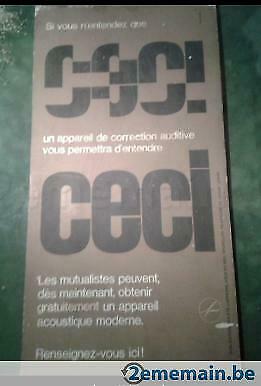 Si vous n'entendez que
un appareil de correction auditive
vous permettra d'entendre
ceci
Les mutualistes peuvent,
dès maintenant, obtenir
gratuitement un appareil
acoustique moderne.
Renseignez-vous ici!
2ememain.be